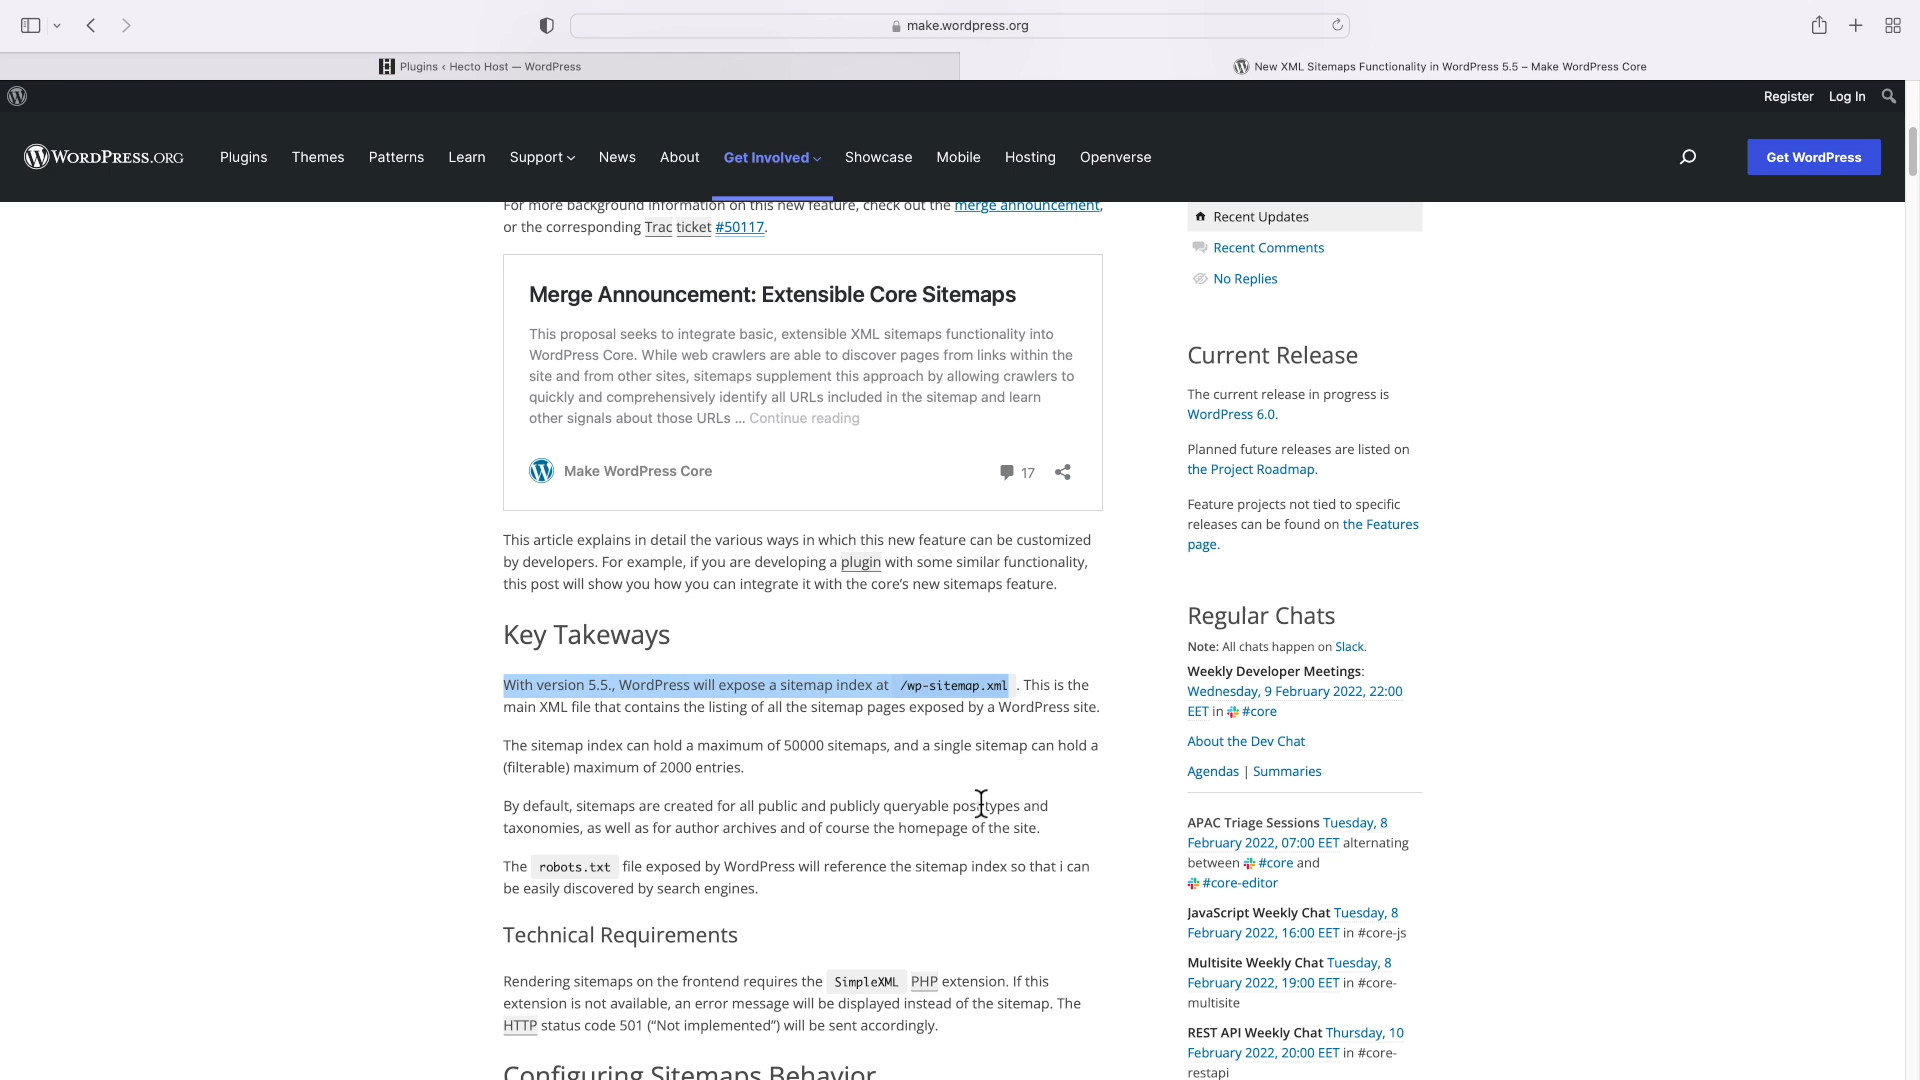 make.wordpress.org
Plugins ‹ Hecto Host — WordPress
New XML Sitemaps Functionality in WordPress 5.5 – Make WordPress Core
Register Log In
WORDPRESS.ORG Plugins Themes Patterns Learn Support News About Get Involved Showcase Mobile Hosting Openverse Get WordPress
For more background information on this new feature, check out the merge announcement,
or the corresponding Trac ticket #50117.
Merge Announcement: Extensible Core Sitemaps
This proposal seeks to integrate basic, extensible XML sitemaps functionality into
WordPress Core. While web crawlers are able to discover pages from links within the
site and from other sites, sitemaps supplement this approach by allowing crawlers to
quickly and comprehensively identify all URLs included in the sitemap and learn
other signals about those URLs ... Continue reading
Make WordPress Core 17
This article explains in detail the various ways in which this new feature can be customized
by developers. For example, if you are developing a plugin with some similar functionality,
this post will show you how you can integrate it with the core's new sitemaps feature.
Key Takeways
With version 5.5., WordPress will expose a sitemap index at /wp-sitemap.xml . This is the
main XML file that contains the listing of all the sitemap pages exposed by a WordPress site.
The sitemap index can hold a maximum of 50000 sitemaps, and a single sitemap can hold a
(filterable) maximum of 2000 entries.
By default, sitemaps are created for all public and publicly queryable post types and
taxonomies, as well as for author archives and of course the homepage of the site.
The robots.txt file exposed by WordPress will reference the sitemap index so that i can
be easily discovered by search engines.
Technical Requirements
Rendering sitemaps on the frontend requires the SimpleXML PHP extension. If this
extension is not available, an error message will be displayed instead of the sitemap. The
HTTP status code 501 ("Not implemented") will be sent accordingly.
Configuring Sitemaps Behavior
Recent Updates
Recent Comments
No Replies
Current Release
The current release in progress is
WordPress 6.0.
Planned future releases are listed on
the Project Roadmap.
Feature projects not tied to specific
releases can be found on the Features
page.
Regular Chats
Note: All chats happen on Slack.
Weekly Developer Meetings:
Wednesday, 9 February 2022, 22:00
EET in #core
About the Dev Chat
Agendas | Summaries
APAC Triage Sessions Tuesday, 8
February 2022, 07:00 EET alternating
between #core and
#core-editor
JavaScript Weekly Chat Tuesday, 8
February 2022, 16:00 EET in #core-js
Multisite Weekly Chat Tuesday, 8
February 2022, 19:00 EET in #core-
multisite
REST API Weekly Chat Thursday, 10
February 2022, 20:00 EET in #core-
restapi